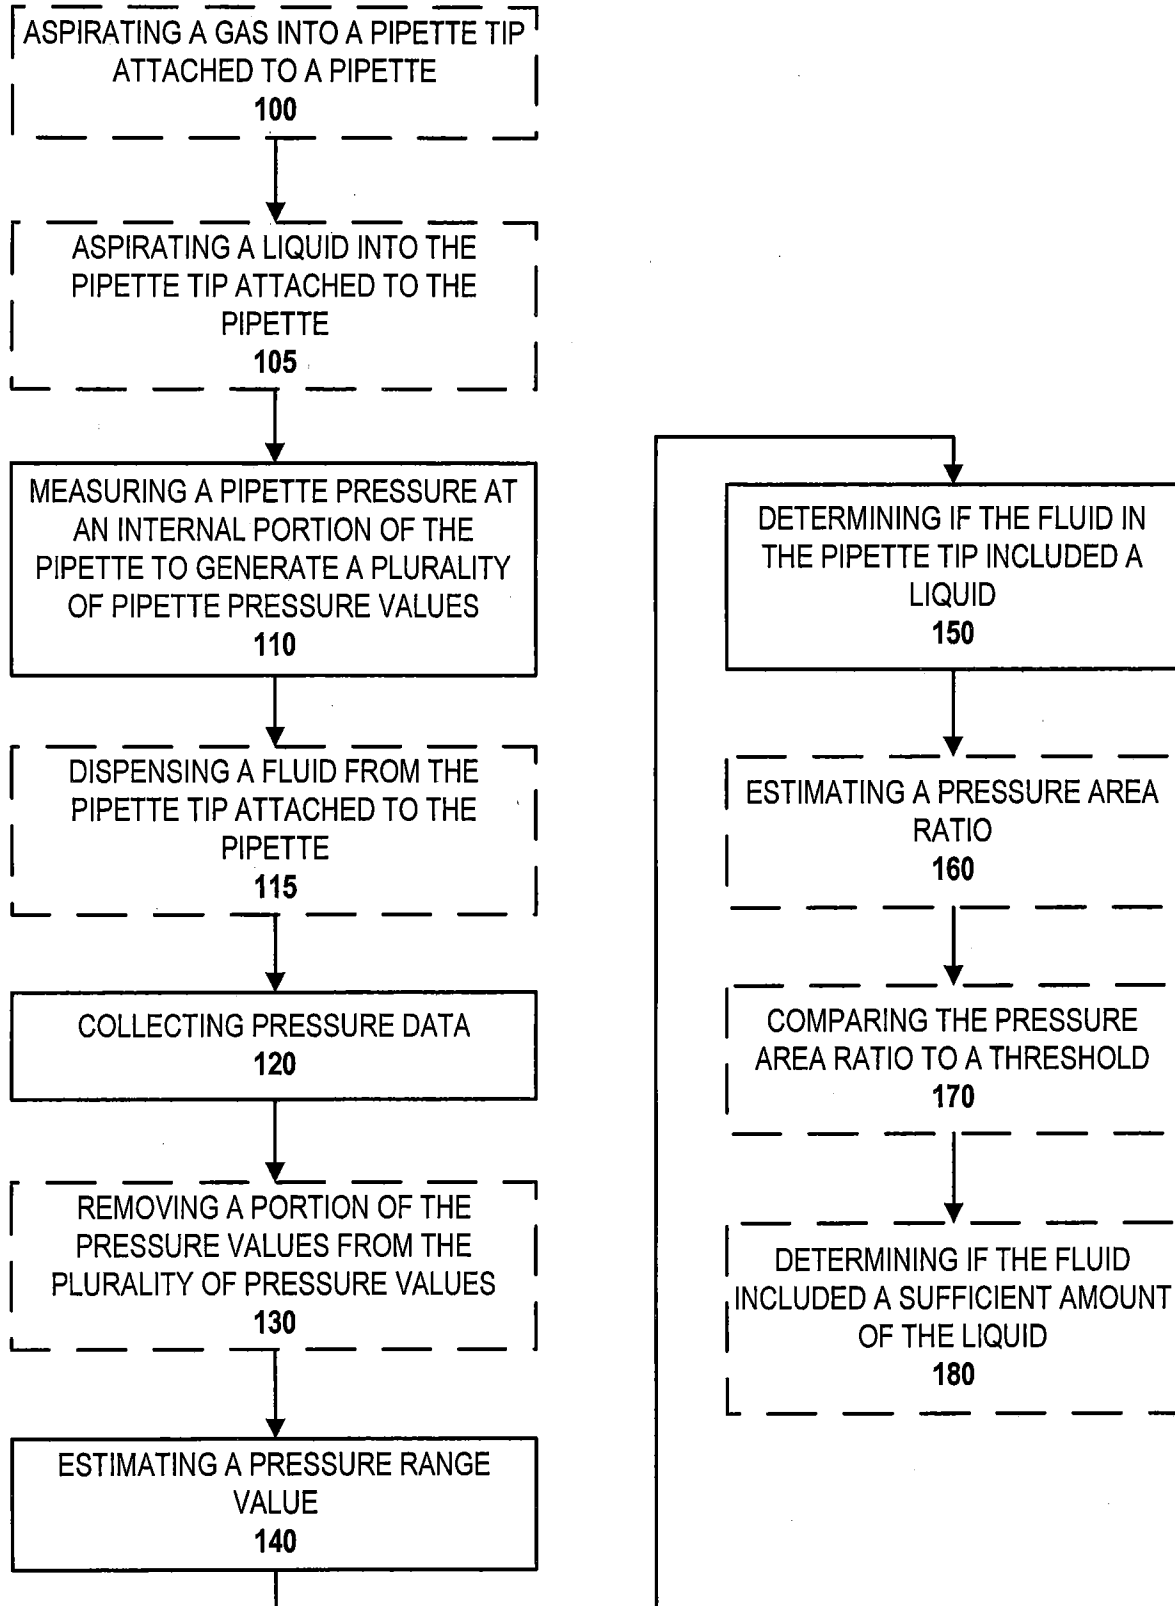 ASPIRATING A GAS INTO A PIPETTE TIP
ATTACHED TO A PIPETTE
100
ASPIRATING A LIQUID INTO THE
PIPETTE TIP ATTACHED TO THE
PIPETTE
105
MEASURING A PIPETTE PRESSURE AT
AN INTERNAL PORTION OF THE
PIPETTE TO GENERATE A PLURALITY
OF PIPETTE PRESSURE VALUES
110
DISPENSING A FLUID FROM THE
PIPETTE TIP ATTACHED TO THE
PIPETTE
115
COLLECTING PRESSURE DATA
120
REMOVING A PORTION OF THE
PRESSURE VALUES FROM THE
PLURALITY OF PRESSURE VALUES
130
ESTIMATING A PRESSURE RANGE
VALUE
140
DETERMINING IF THE FLUID IN
THE PIPETTE TIP INCLUDED A
LIQUID
150
ESTIMATING A PRESSURE AREA
RATIO
160
COMPARING THE PRESSURE
AREA RATIO TO A THRESHOLD
170
DETERMINING IF THE FLUID
INCLUDED A SUFFICIENT AMOUNT
OF THE LIQUID
180